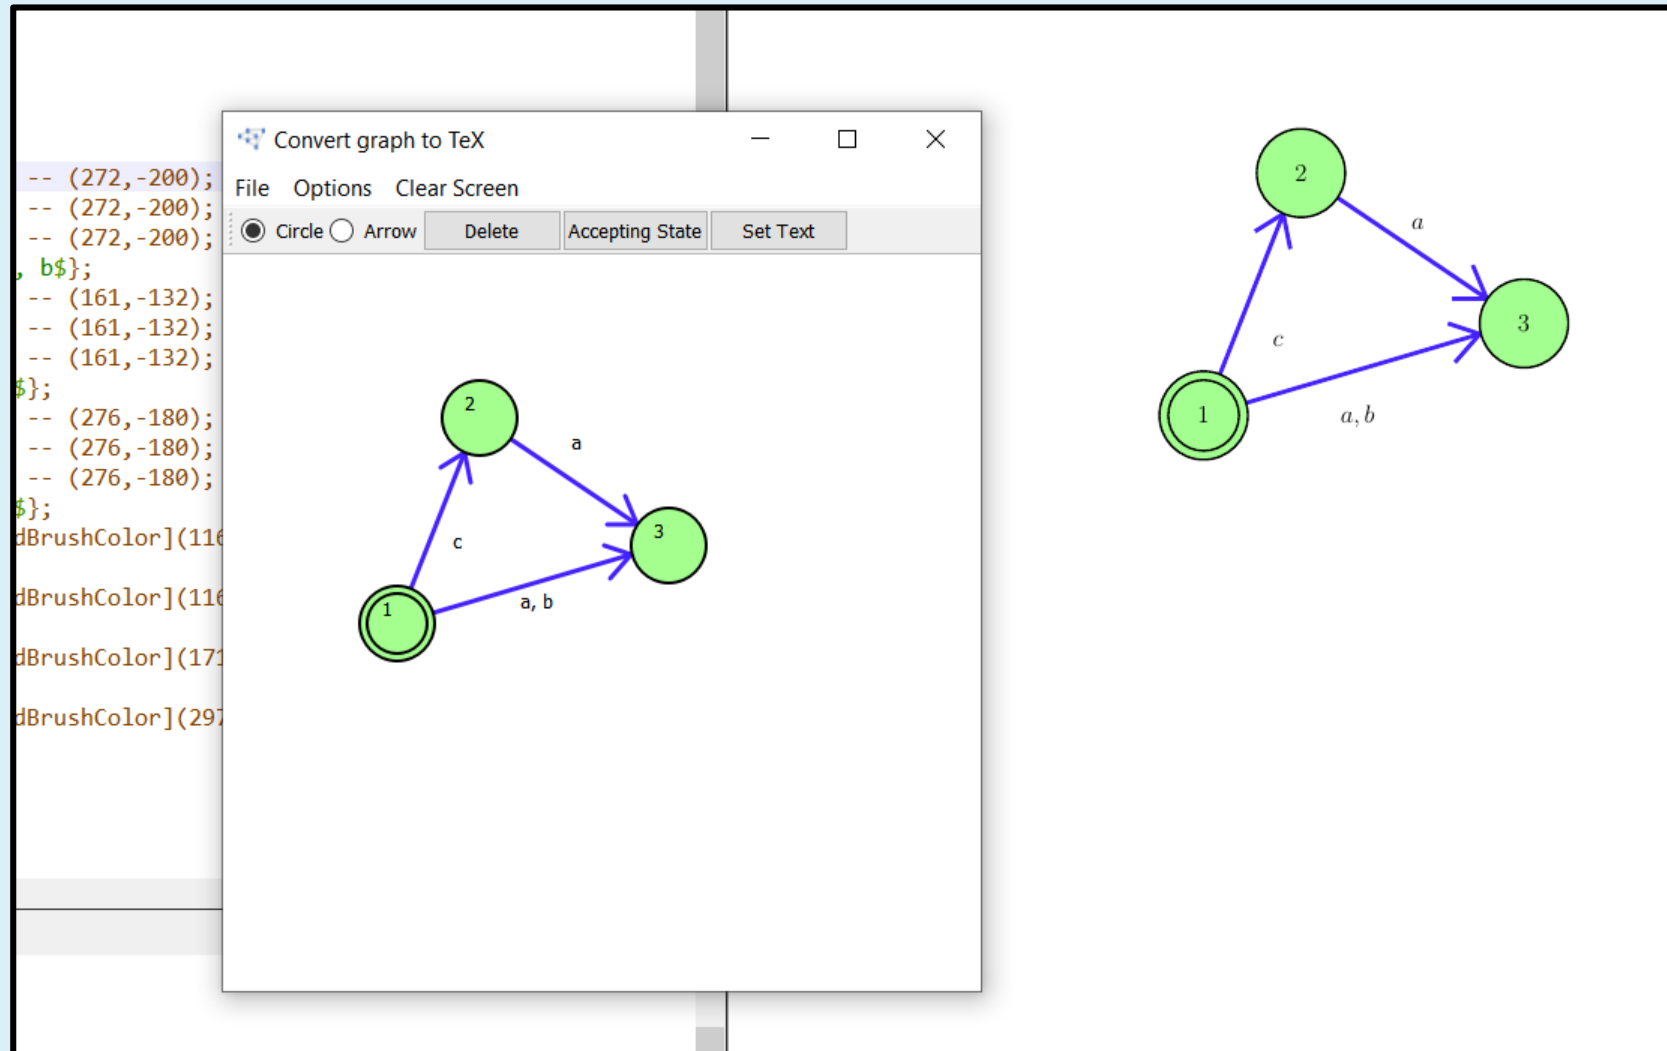 -- (272,-200);
-- (272,-200);
-- (272,-200);
, b$};
-- (161,-132);
-- (161,-132);
-- (161,-132);
$};
-- (276,-180);
-- (276,-180);
-- (276,-180);
$};
dBrushColor](116
dBrushColor](116
dBrushColor](171
dBrushColor](297
Convert graph to TeX
File Options Clear Screen
Circle Arrow Delete Accepting State Set Text
2
a
3
c
a, b
1
2
a
3
c
1
a, b